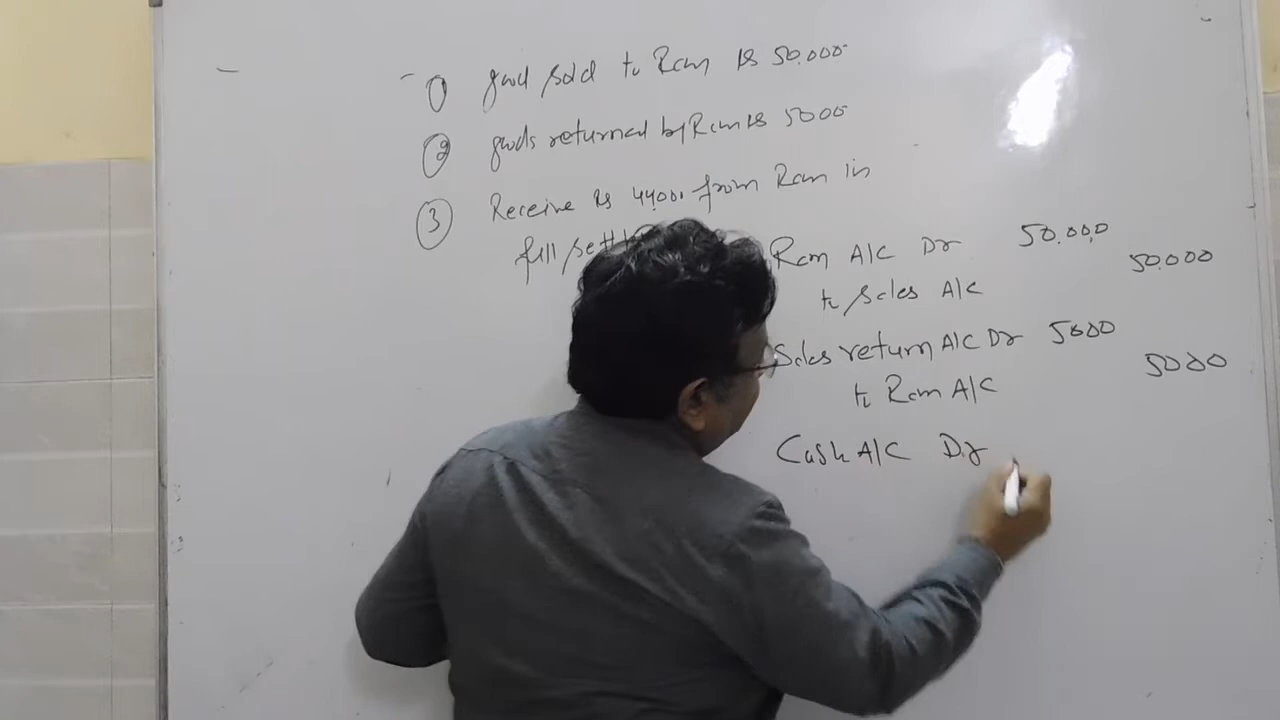 ① good sold to Ram Rs 50.000
② goods returned by Ram Rs 5000
③ Receive Rs 44000 from Ram in
full
Ram A/C Dr 50.000
50.000
to Sales A/C
Sales return A/C Dr 5000
5000
to Ram A/C
Cash A/C Dr